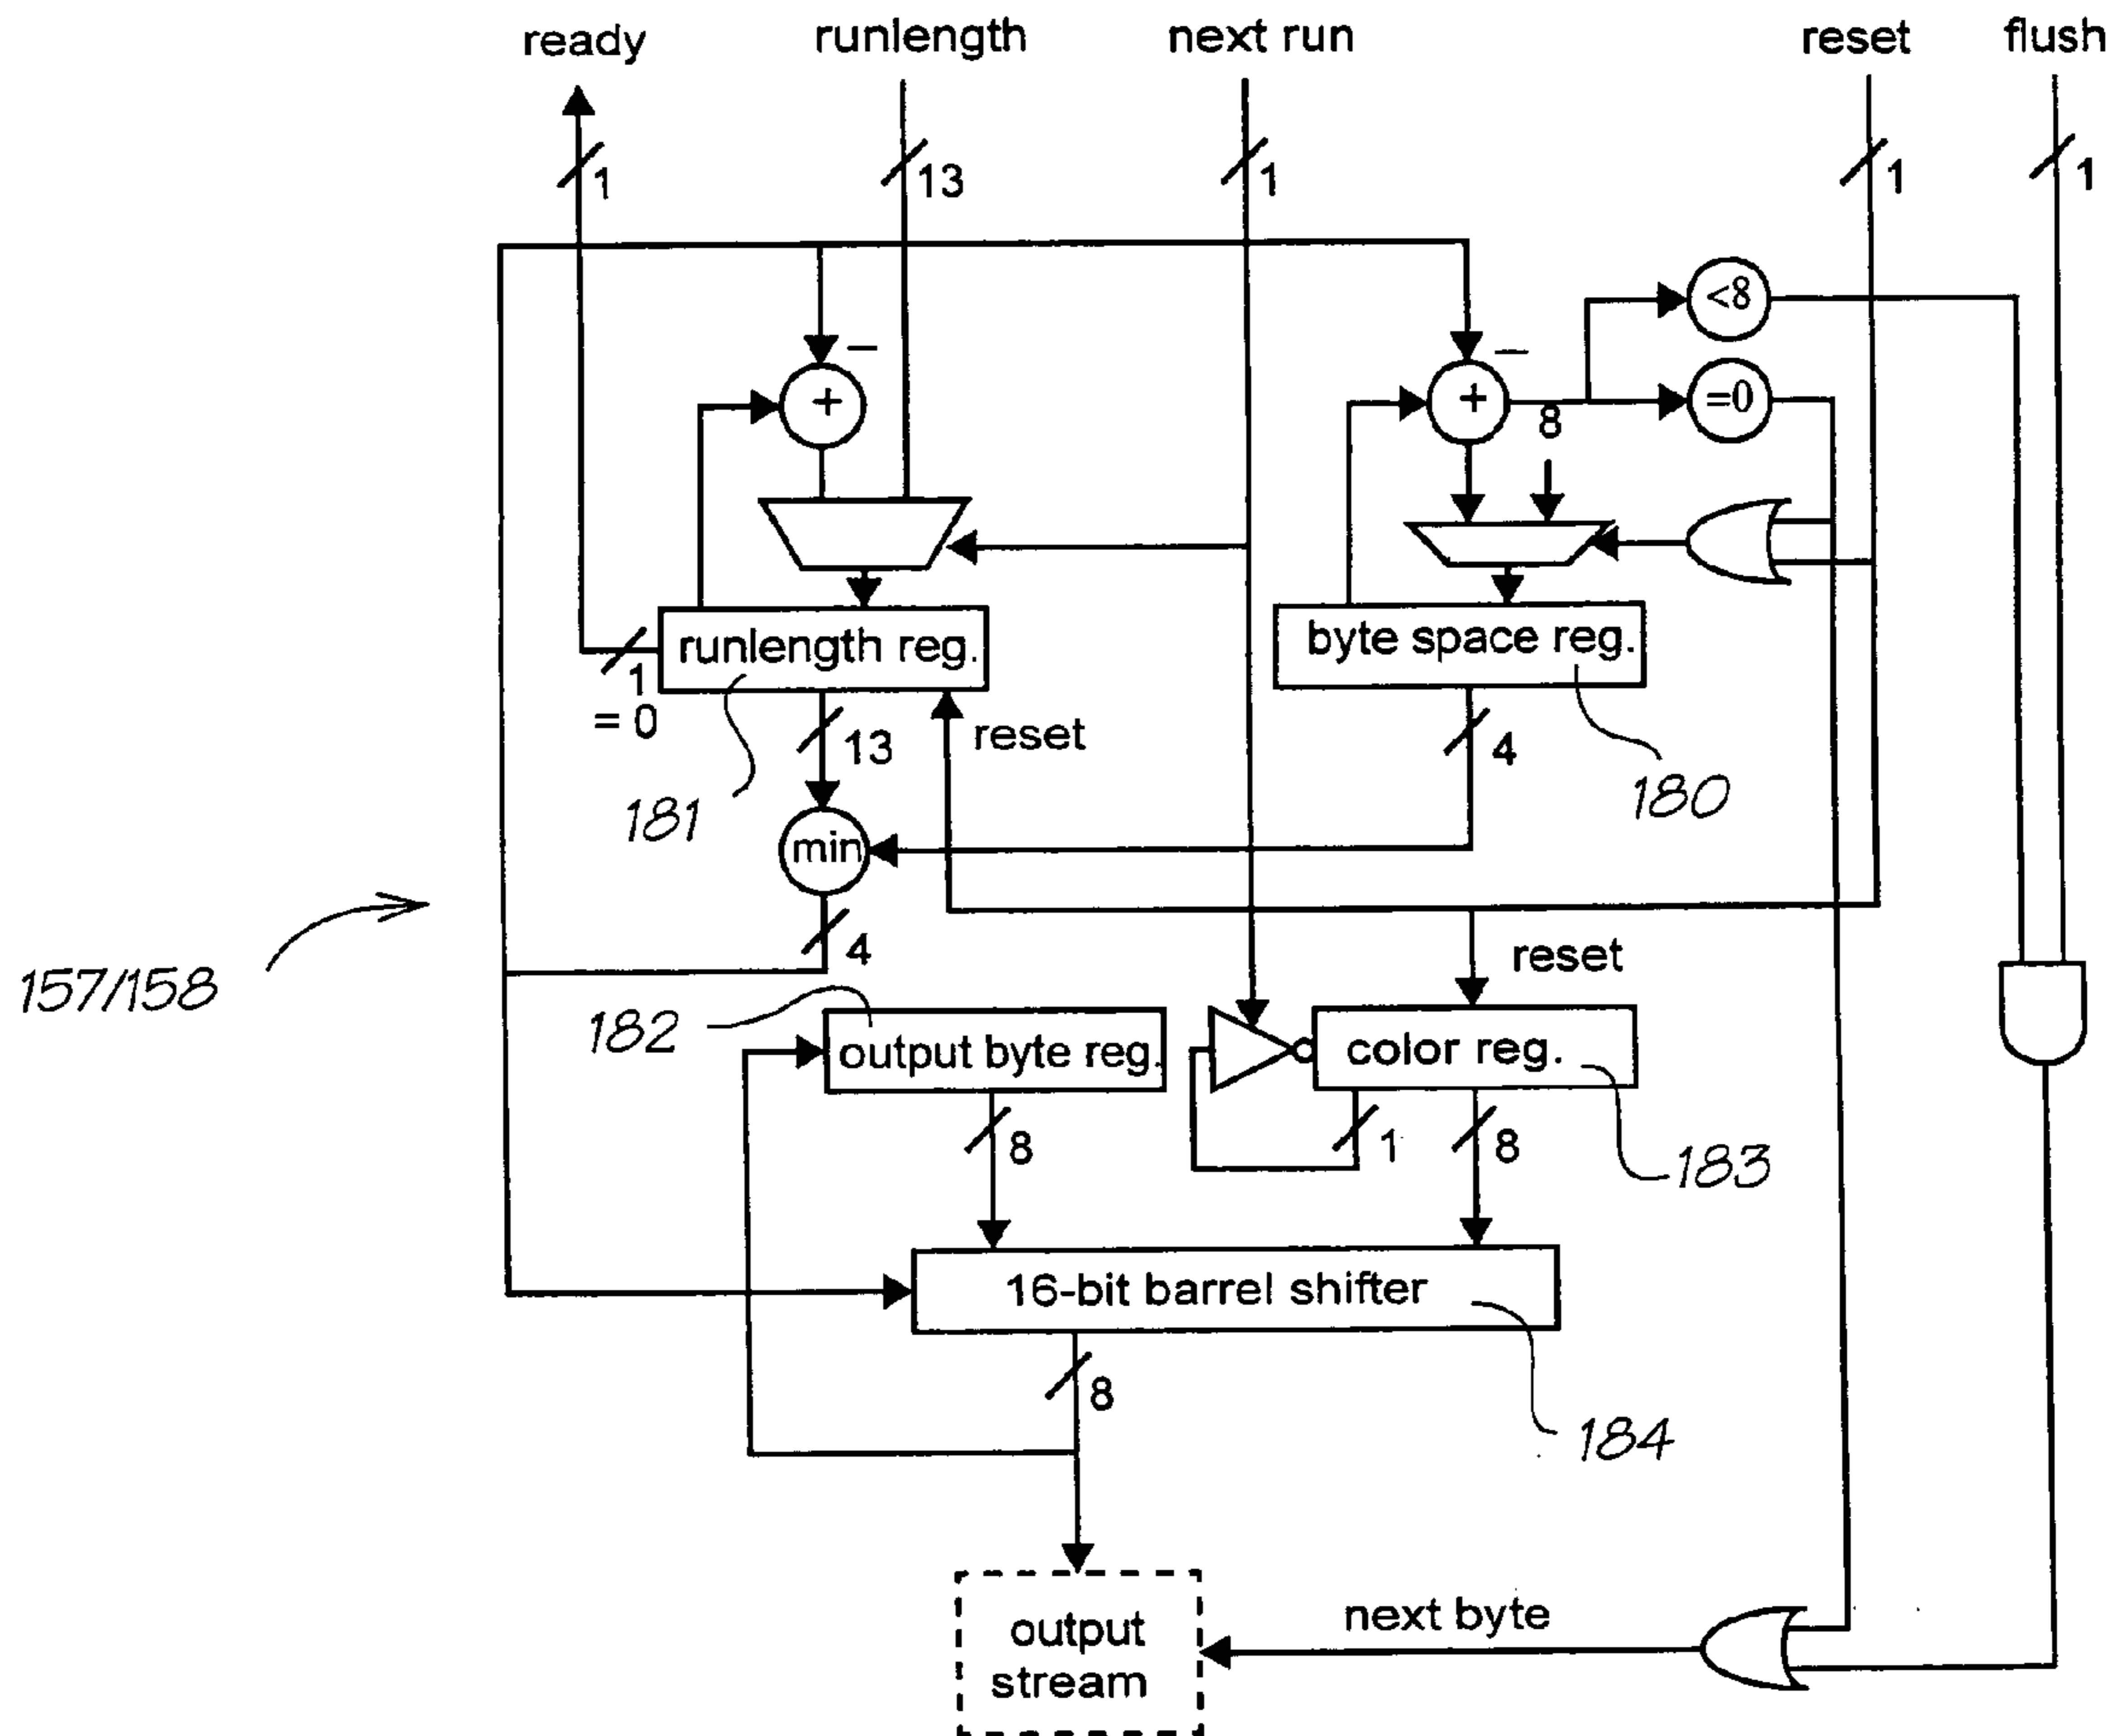 ready
runlength
next run
reset
flush
1
13
1
1
1
<8
−
−
+
+
=0
8
runlength reg.
byte space reg.
1
= 0
13
reset
4
181
180
min
4
reset
157/158
182
output byte reg.
color reg.
8
1
8
183
16-bit barrel shifter
8
184
next byte
output
stream